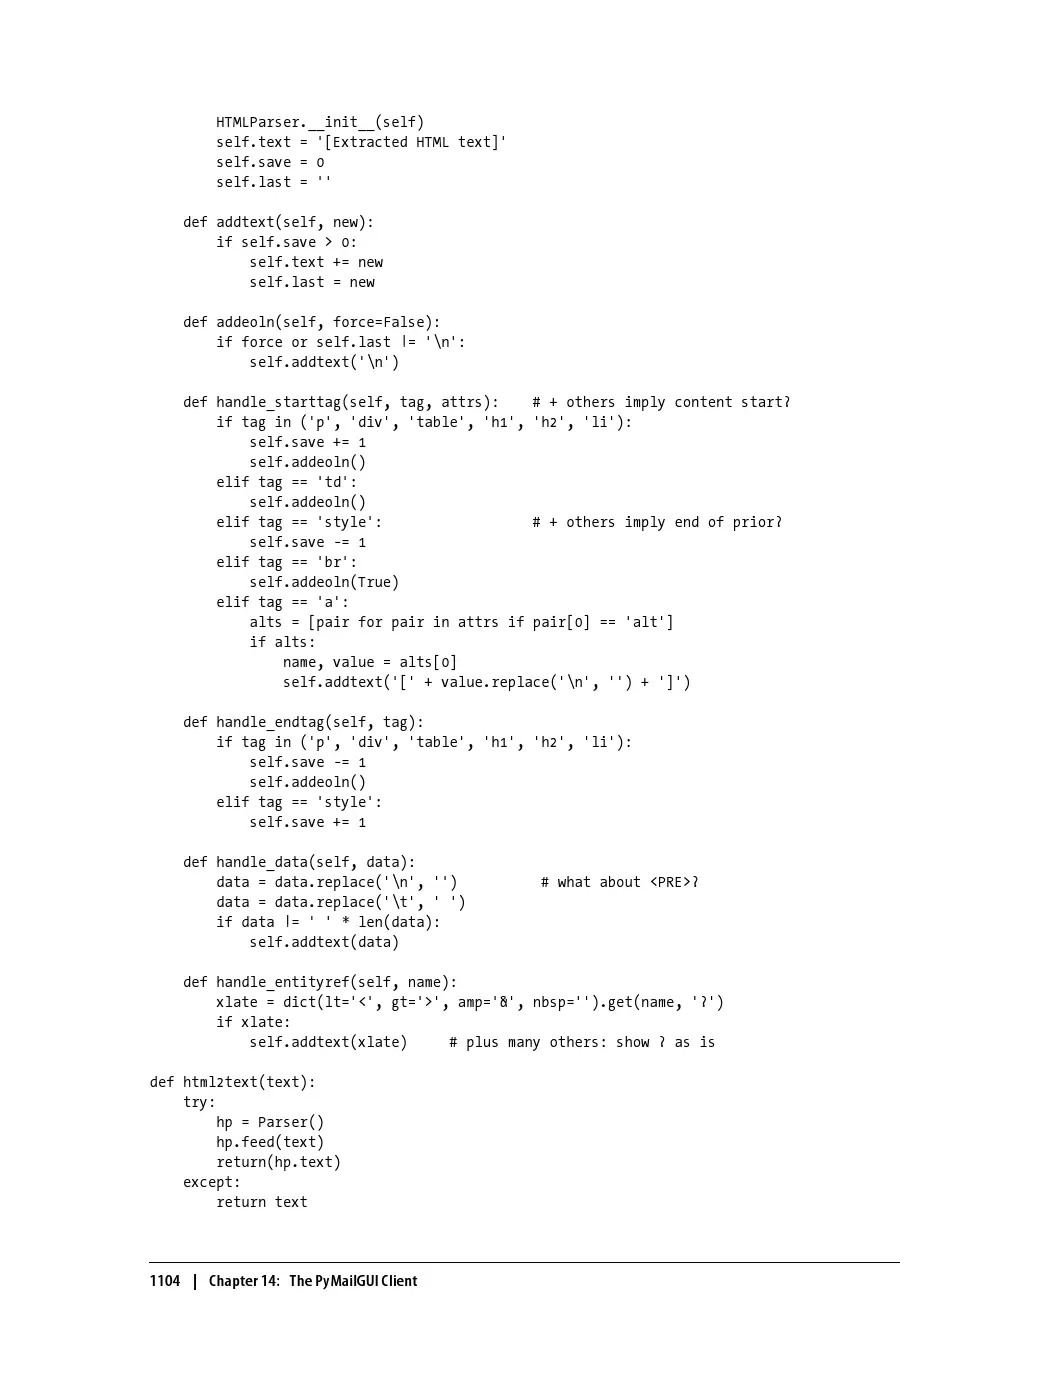 HTMLParser.__init__(self)
        self.text = '[Extracted HTML text]'
        self.save = 0
        self.last = ''

    def addtext(self, new):
        if self.save > 0:
            self.text += new
            self.last = new

    def addeoln(self, force=False):
        if force or self.last != '\n':
            self.addtext('\n')

    def handle_starttag(self, tag, attrs):    # + others imply content start?
        if tag in ('p', 'div', 'table', 'h1', 'h2', 'li'):
            self.save += 1
            self.addeoln()
        elif tag == 'td':
            self.addeoln()
        elif tag == 'style':                  # + others imply end of prior?
            self.save -= 1
        elif tag == 'br':
            self.addeoln(True)
        elif tag == 'a':
            alts = [pair for pair in attrs if pair[0] == 'alt']
            if alts:
                name, value = alts[0]
                self.addtext('[' + value.replace('\n', '') + ']')

    def handle_endtag(self, tag):
        if tag in ('p', 'div', 'table', 'h1', 'h2', 'li'):
            self.save -= 1
            self.addeoln()
        elif tag == 'style':
            self.save += 1

    def handle_data(self, data):
        data = data.replace('\n', '')          # what about <PRE>?
        data = data.replace('\t', ' ')
        if data != ' ' * len(data):
            self.addtext(data)

    def handle_entityref(self, name):
        xlate = dict(lt='<', gt='>', amp='&', nbsp='').get(name, '?')
        if xlate:
            self.addtext(xlate)     # plus many others: show ? as is

def html2text(text):
    try:
        hp = Parser()
        hp.feed(text)
        return(hp.text)
    except:
        return text

1104 | Chapter 14: The PyMailGUI Client